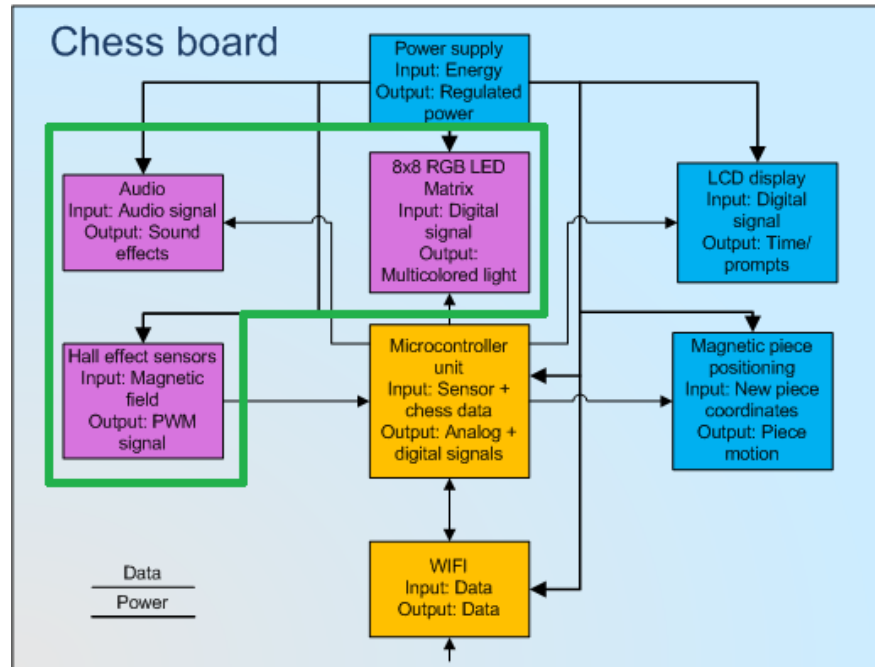 Chess board
Power supply
Input: Energy
Output: Regulated
power
Audio
Input: Audio signal
Output: Sound
effects
8x8 RGB LED
Matrix
Input: Digital
signal
Output:
Multicolored light
LCD display
Input: Digital
signal
Output: Time/
prompts
Hall effect sensors
Input: Magnetic
field
Output: PWM
signal
Microcontroller
unit
Input: Sensor +
chess data
Output: Analog +
digital signals
Magnetic piece
positioning
Input: New piece
coordinates
Output: Piece
motion
WIFI
Input: Data
Output: Data
Data
Power